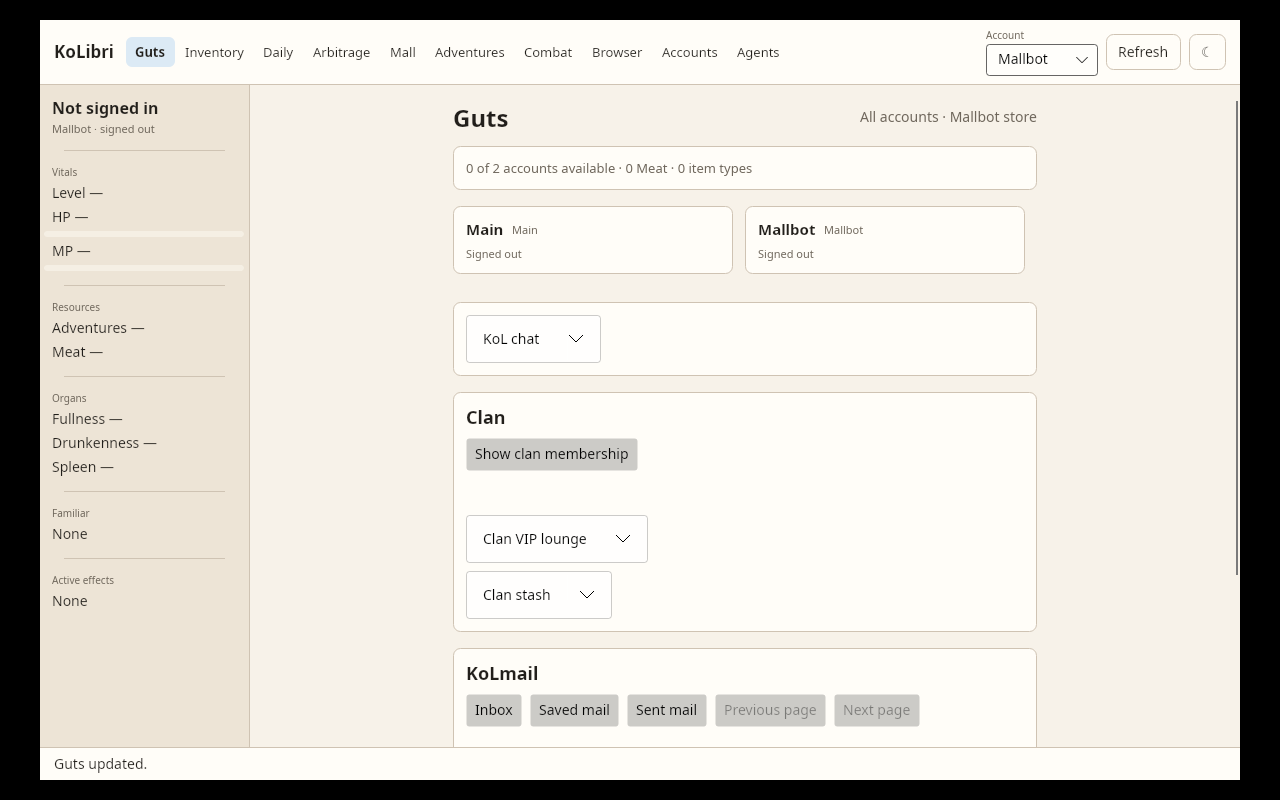 KoLibri Guts Inventory Daily Arbitrage Mall Adventures Combat Browser Accounts Agents
Account
Mallbot
Refresh
☾
Not signed in
Mallbot · signed out
Vitals
Level —
HP —
MP —
Resources
Adventures —
Meat —
Organs
Fullness —
Drunkenness —
Spleen —
Familiar
None
Active effects
None
Guts
All accounts · Mallbot store
0 of 2 accounts available · 0 Meat · 0 item types
Main Main
Signed out
Mallbot Mallbot
Signed out
KoL chat
Clan
Show clan membership
Clan VIP lounge
Clan stash
KoLmail
Inbox Saved mail Sent mail Previous page Next page
Guts updated.